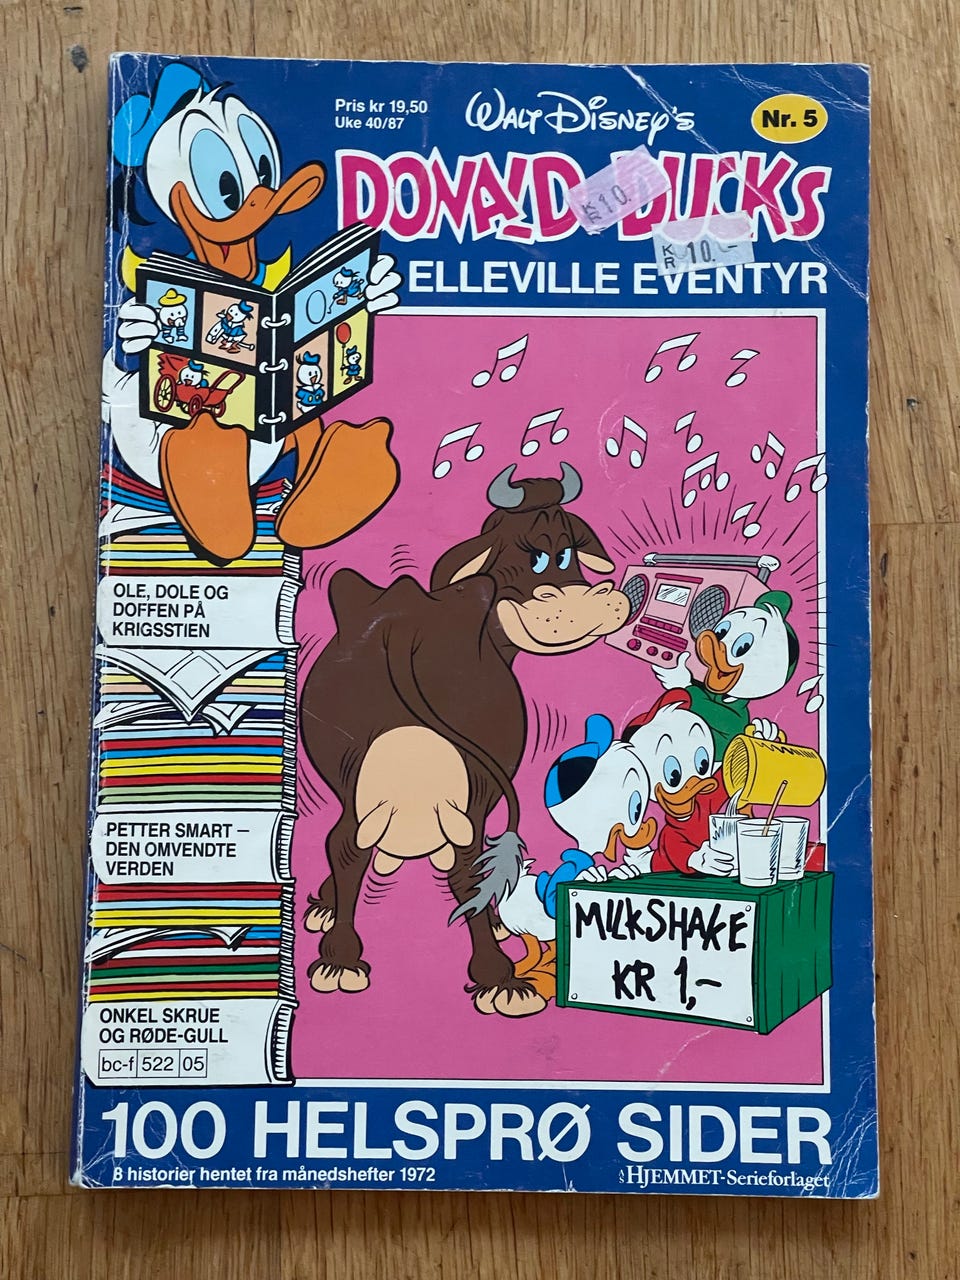 Pris kr 19,50
Uke 40/87
WALT DISNEY'S
Nr. 5
DONALD DUCKS
KR 10.
KR 10.-
ELLEVILLE EVENTYR
OLE, DOLE OG
DOFFEN PÅ
KRIGSSTIEN
PETTER SMART –
DEN OMVENDTE
VERDEN
MILKSHAKE
KR 1,-
ONKEL SKRUE
OG RØDE-GULL
bc-f 522 05
100 HELSPRØ SIDER
8 historier hentet fra månedshefter 1972
A/S HJEMMET-Serieforlaget